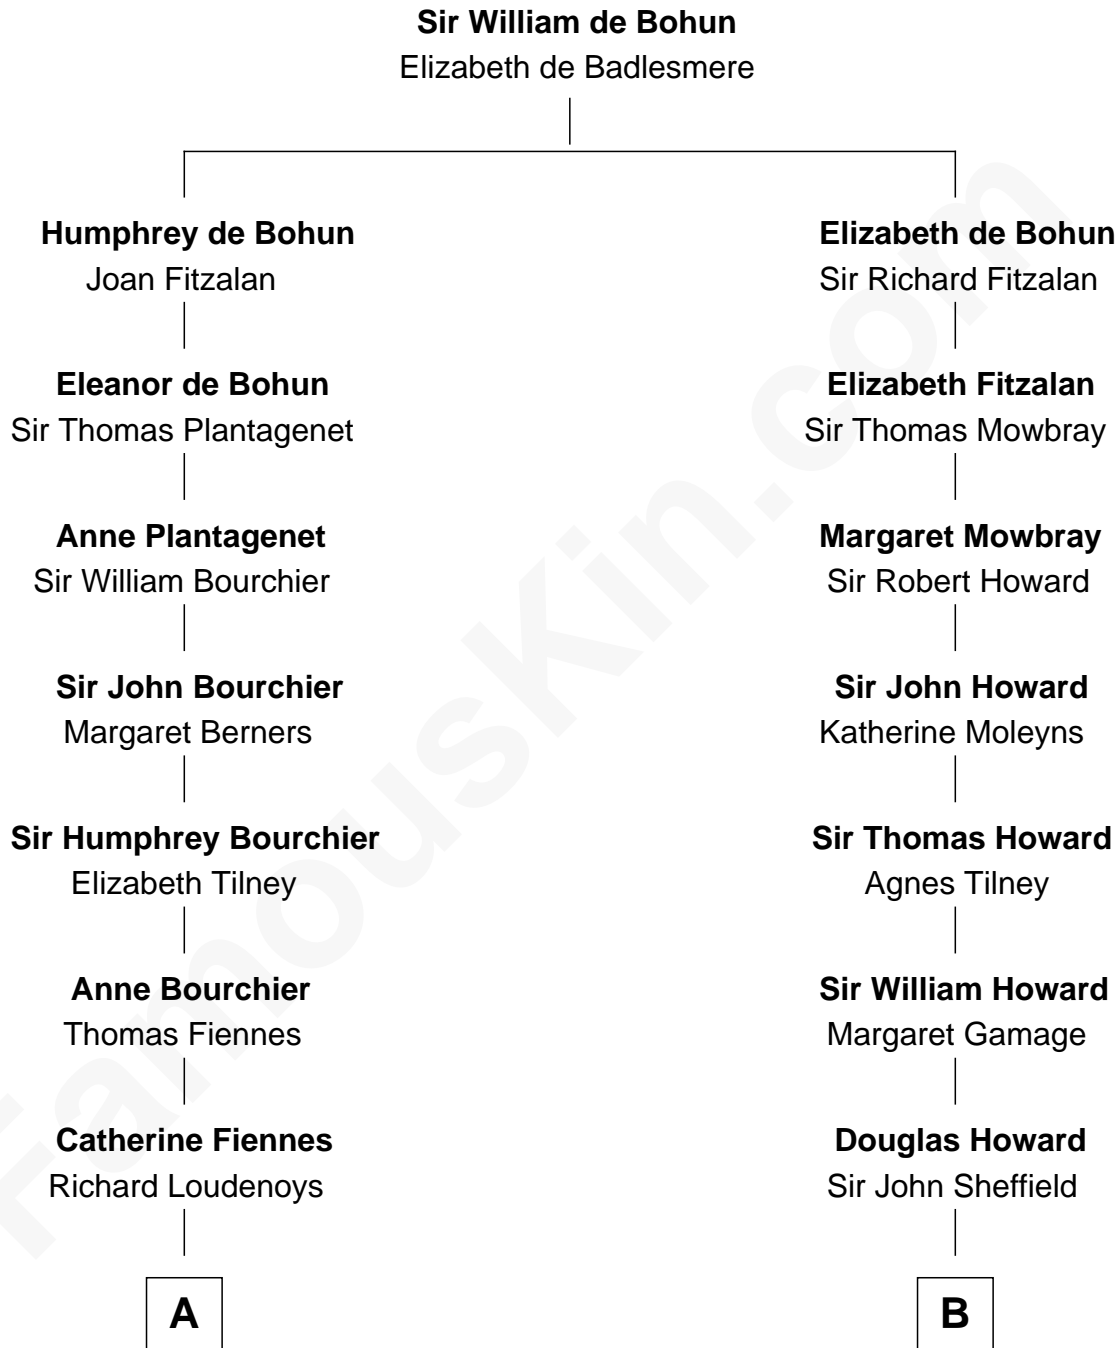 Sir William de Bohun
Elizabeth de Badlesmere
Humphrey de Bohun
Joan Fitzalan
Eleanor de Bohun
Sir Thomas Plantagenet
Anne Plantagenet
Sir William Bourchier
Sir John Bourchier
Margaret Berners
Sir Humphrey Bourchier
Elizabeth Tilney
Anne Bourchier
Thomas Fiennes
Catherine Fiennes
Richard Loudenoys
A
Elizabeth de Bohun
Sir Richard Fitzalan
Elizabeth Fitzalan
Sir Thomas Mowbray
Margaret Mowbray
Sir Robert Howard
Sir John Howard
Katherine Moleyns
Sir Thomas Howard
Agnes Tilney
Sir William Howard
Margaret Gamage
Douglas Howard
Sir John Sheffield
B
FamousKin.com